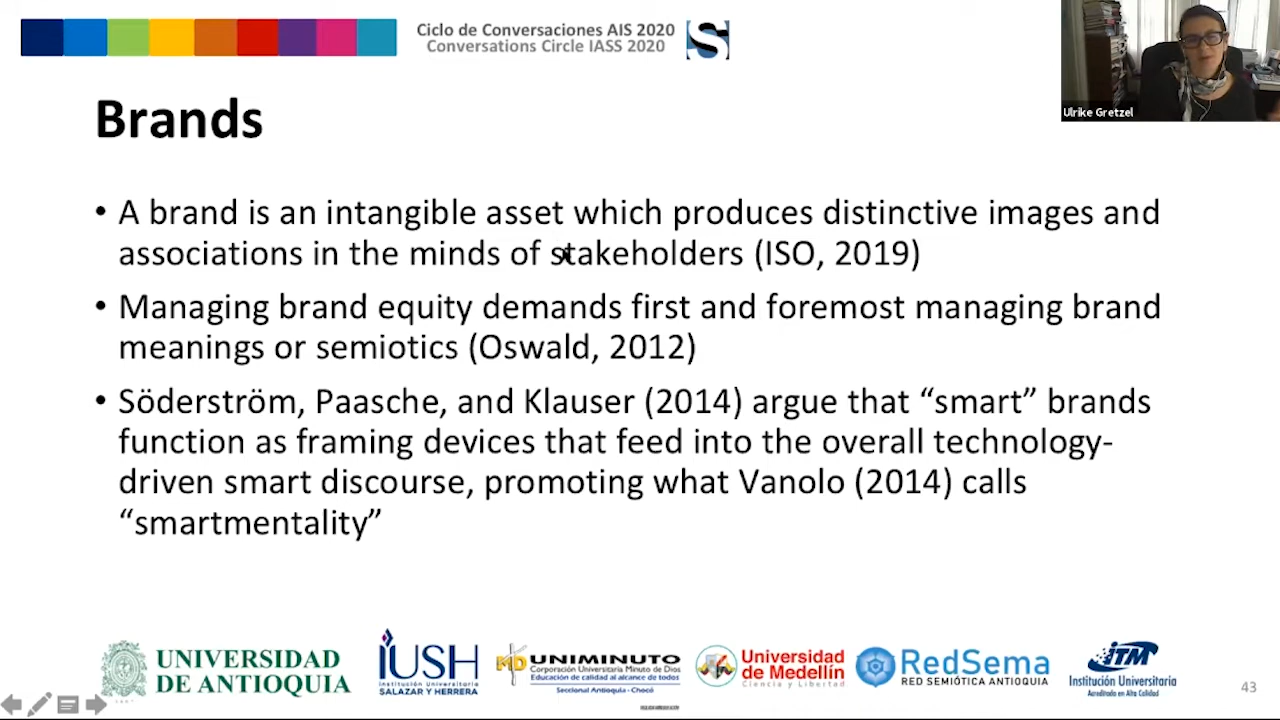 Ciclo de Conversaciones AIS 2020
Conversations Circle IASS 2020
S
Ulrike Gretzel
Brands
• A brand is an intangible asset which produces distinctive images and
associations in the minds of stakeholders (ISO, 2019)
• Managing brand equity demands first and foremost managing brand
meanings or semiotics (Oswald, 2012)
• Söderström, Paasche, and Klauser (2014) argue that “smart” brands
function as framing devices that feed into the overall technology-
driven smart discourse, promoting what Vanolo (2014) calls
“smartmentality”
UNIVERSIDAD
DE ANTIOQUIA
IUSH
Institución Universitaria
SALAZAR Y HERRERA
MD UNIMINUTO
Corporación Universitaria Minuto de Dios
Educación de calidad al alcance de todos
Seccional Antioquia - Chocó
Universidad
de Medellín
Ciencia y Libertad
RedSema
RED SEMIÓTICA ANTIOQUIA
ITM
Institución Universitaria
Acreditada en Alta Calidad
43